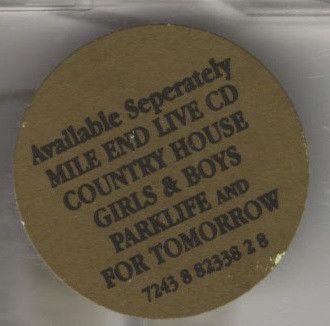 Available Seperately
MILE END LIVE CD
COUNTRY HOUSE
GIRLS & BOYS
PARKLIFE AND
FOR TOMORROW
7243 8 82338 2 8